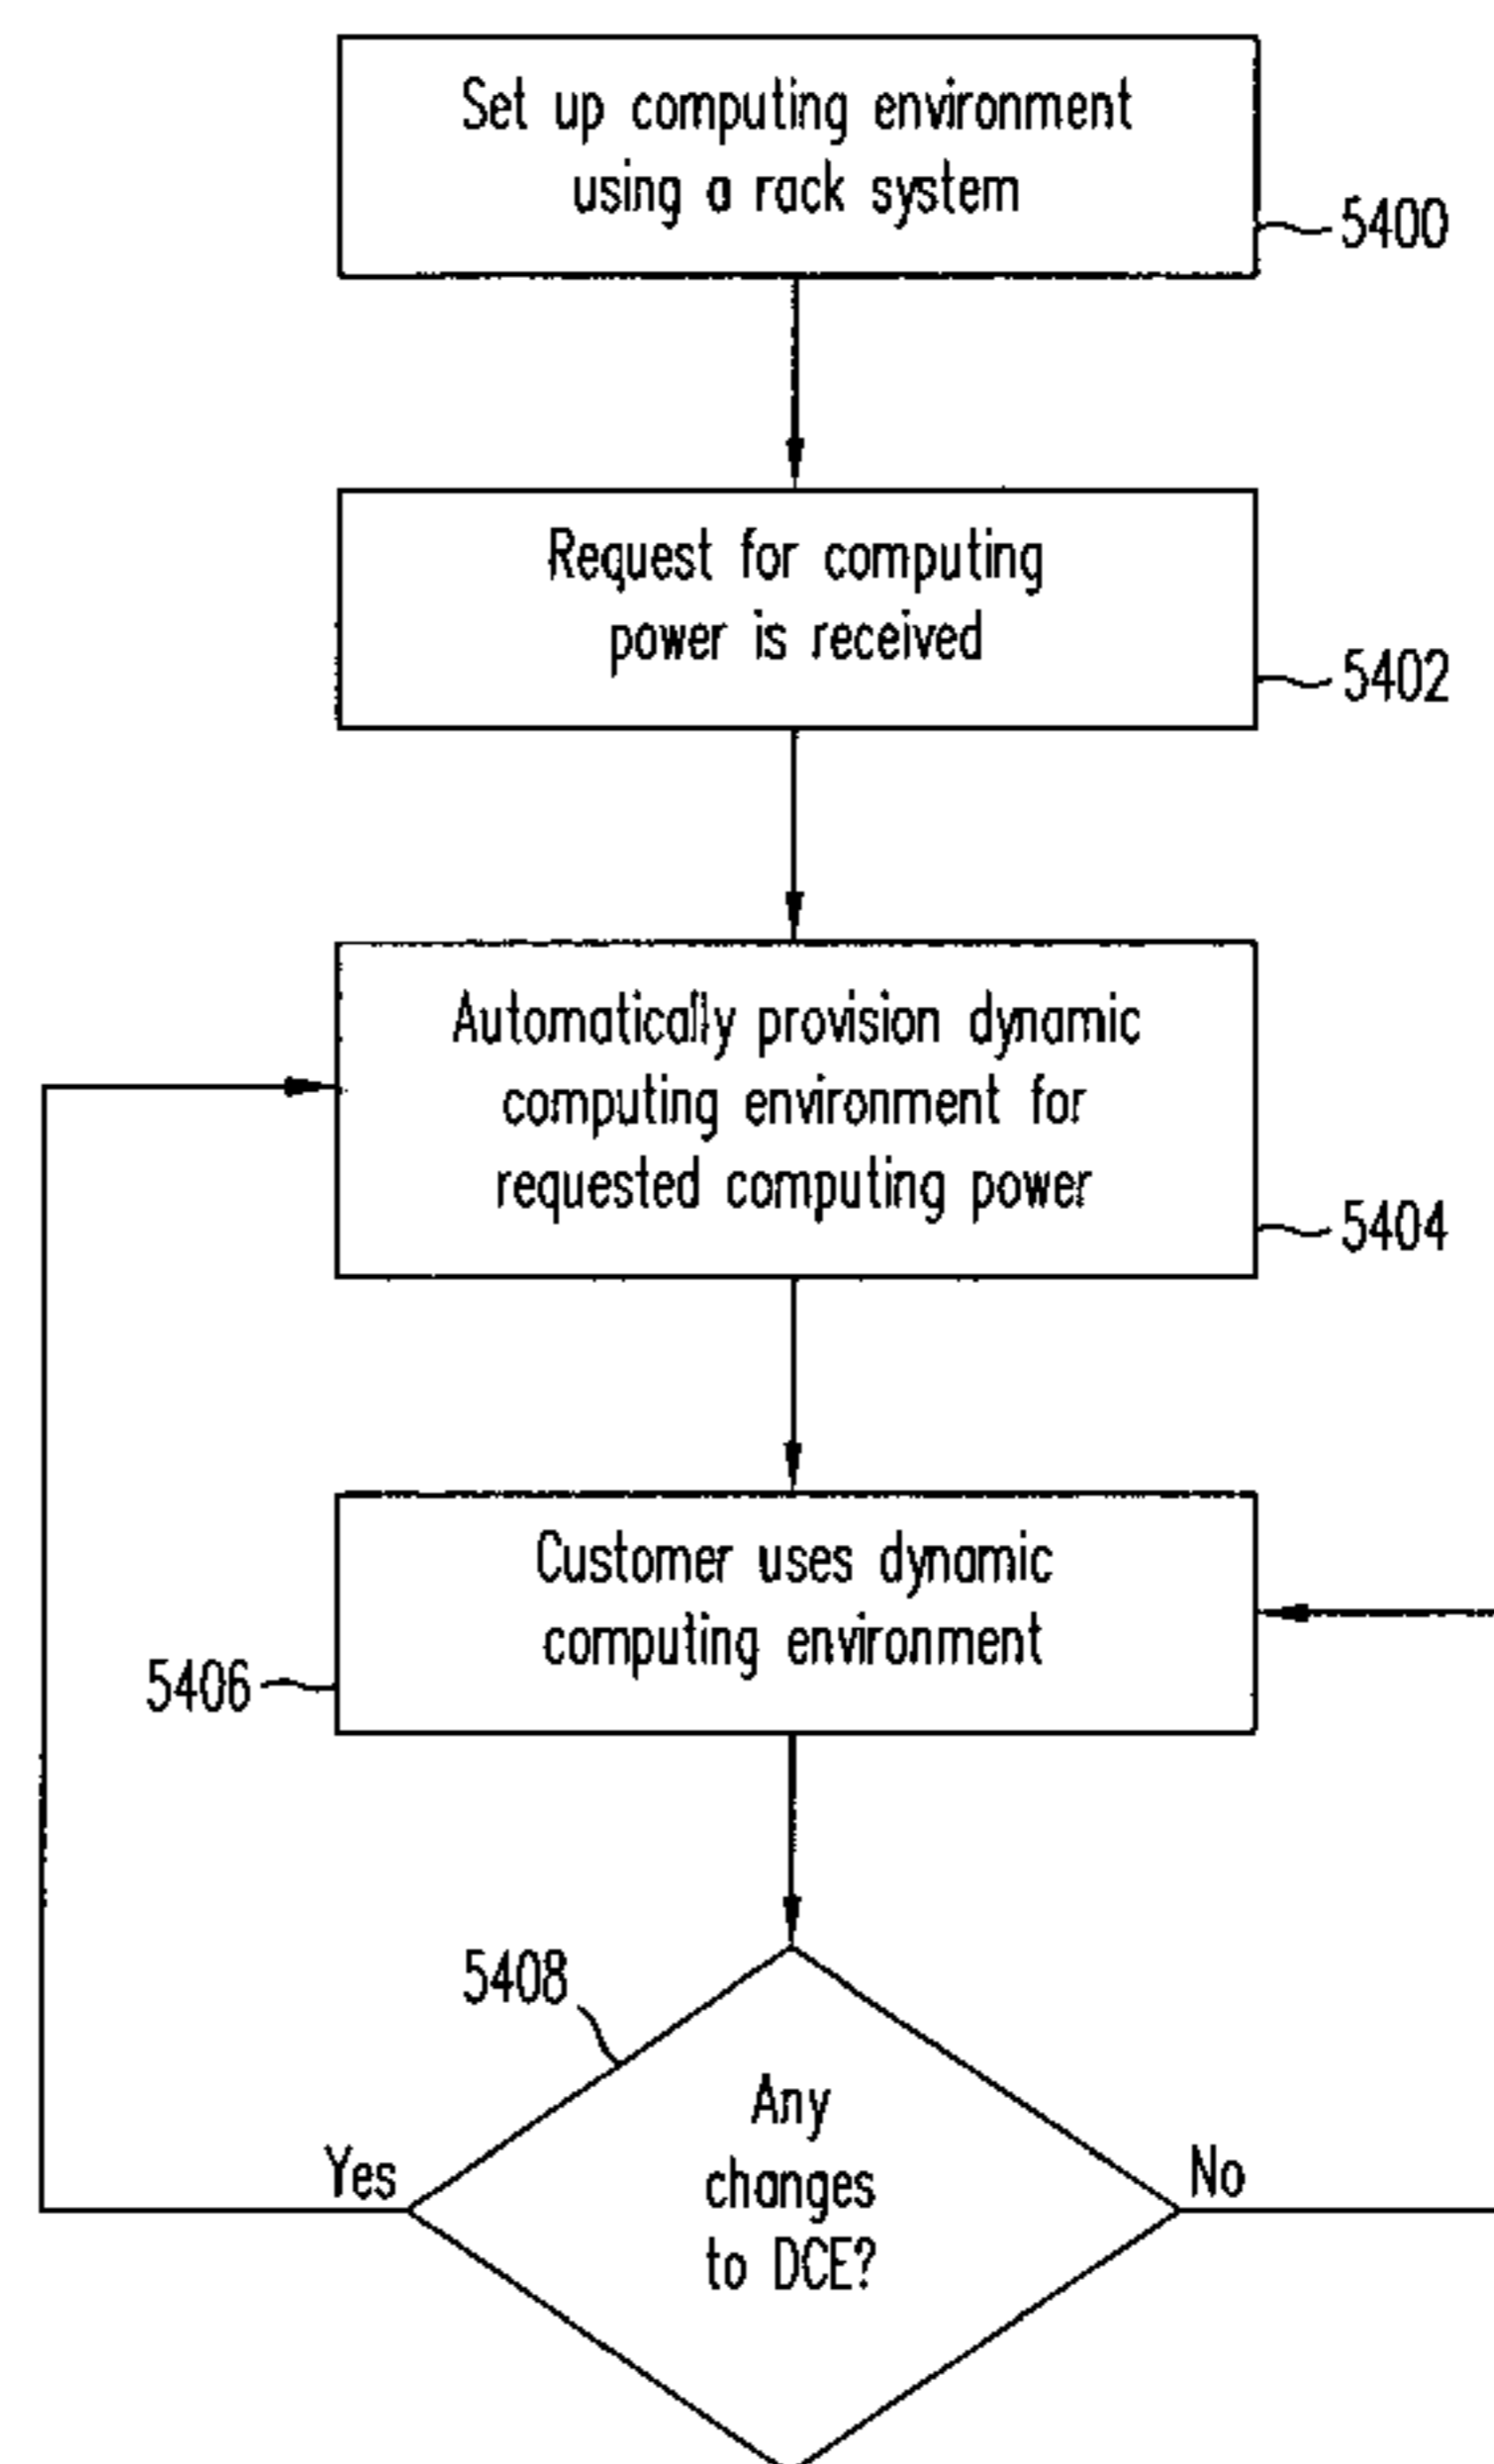 Set up computing environment
using a rack system
5400
Request for computing
power is received
5402
Automatically provision dynamic
computing environment for
requested computing power
5404
Customer uses dynamic
computing environment
5406
5408
Any
changes
to DCE?
Yes
No